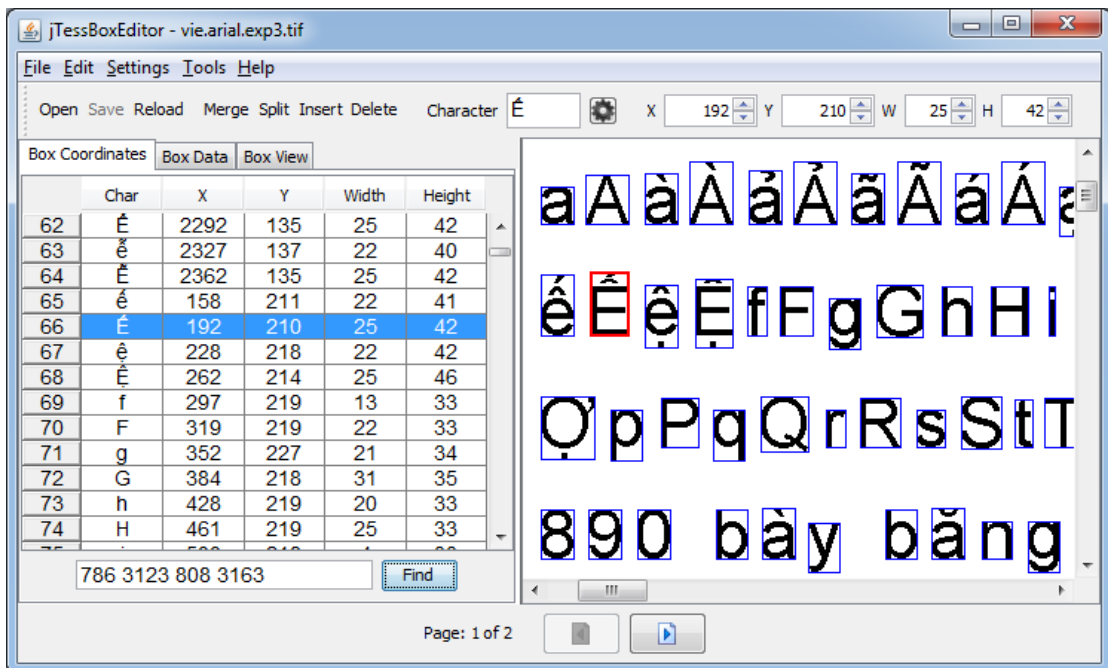 jTessBoxEditor - vie.arial.exp3.tif
File Edit Settings Tools Help
Open Save Reload Merge Split Insert Delete Character Ế X 192 Y 210 W 25 H 42
Box Coordinates Box Data Box View
Char X Y Width Height
62 Ể 2292 135 25 42
63 ễ 2327 137 22 40
64 Ễ 2362 135 25 42
65 ế 158 211 22 41
66 Ế 192 210 25 42
67 ệ 228 218 22 42
68 Ệ 262 214 25 46
69 f 297 219 13 33
70 F 319 219 22 33
71 g 352 227 21 34
72 G 384 218 31 35
73 h 428 219 20 33
74 H 461 219 25 33
786 3123 808 3163 Find
a A à À ả Ả ã Ã á Á
ế Ế ệ Ệ f F g G h H i
Ợ p P q Q r R s S t T
8 9 0 bày băng
Page: 1 of 2